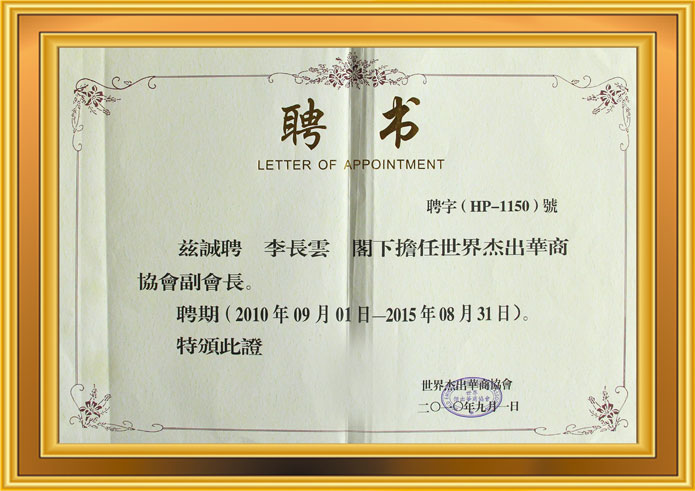 聘书
LETTER OF APPOINTMENT
聘字（HP-1150）號
茲誠聘 李長雲 閣下擔任世界杰出華商
協會副會長。
聘期（2010年09月01日—2015年08月31日）。
特頒此證
世界杰出華商協會
二〇一〇年九月一日